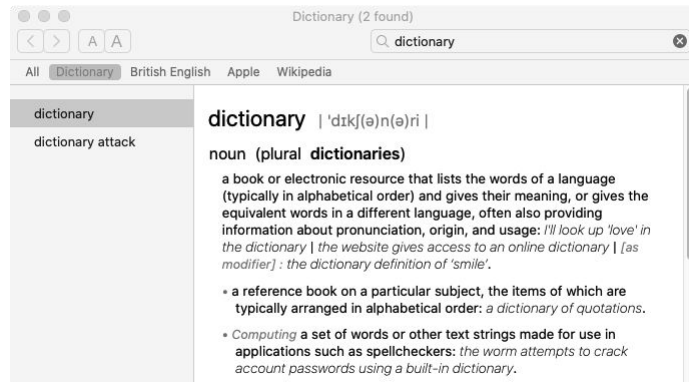 Dictionary (2 found)
< > A A dictionary
All Dictionary British English Apple Wikipedia
dictionary
dictionary attack
dictionary | ˈdɪkʃ(ə)n(ə)ri |
noun (plural dictionaries)
a book or electronic resource that lists the words of a language
(typically in alphabetical order) and gives their meaning, or gives the
equivalent words in a different language, often also providing
information about pronunciation, origin, and usage: I'll look up 'love' in
the dictionary | the website gives access to an online dictionary | [as
modifier] : the dictionary definition of 'smile'.
• a reference book on a particular subject, the items of which are
typically arranged in alphabetical order: a dictionary of quotations.
• Computing a set of words or other text strings made for use in
applications such as spellcheckers: the worm attempts to crack
account passwords using a built-in dictionary.